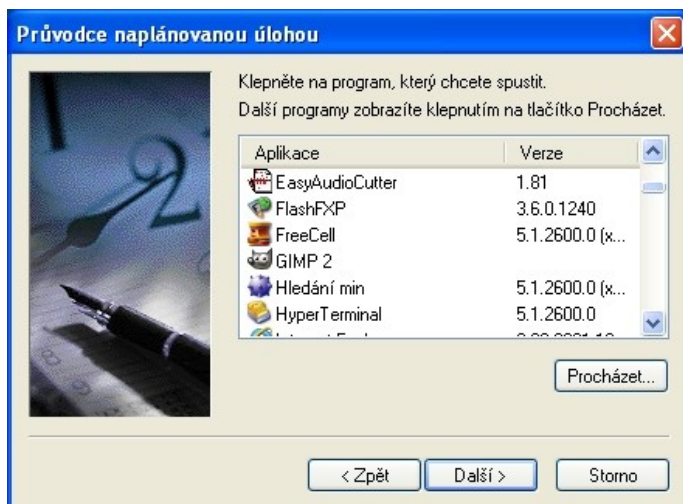 Průvodce naplánovanou úlohou
Klepněte na program, který chcete spustit.
Další programy zobrazíte klepnutím na tlačítko Procházet.
Aplikace Verze
EasyAudioCutter 1.81
FlashFXP 3.6.0.1240
FreeCell 5.1.2600.0 (x...
GIMP 2
Hledání min 5.1.2600.0 (x...
HyperTerminal 5.1.2600.0
Procházet...
< Zpět Další > Storno